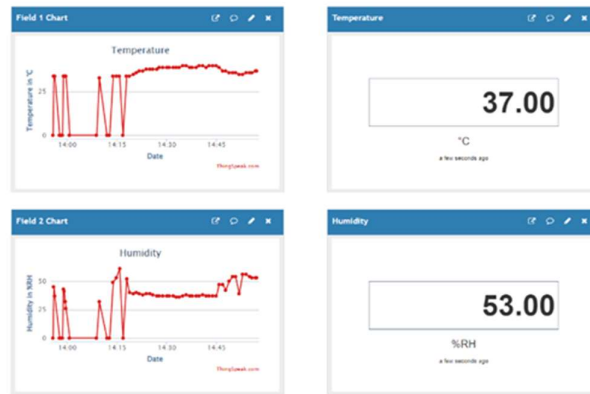 Field 1 Chart
Temperature
Temperature in °C
25
0
14:00 14:15 14:30 14:45
Date
ThingSpeak.com
Temperature
37.00
°C
a few seconds ago
Field 2 Chart
Humidity
Humidity in %RH
50
25
0
14:00 14:15 14:30 14:45
Date
ThingSpeak.com
Humidity
53.00
%RH
a few seconds ago